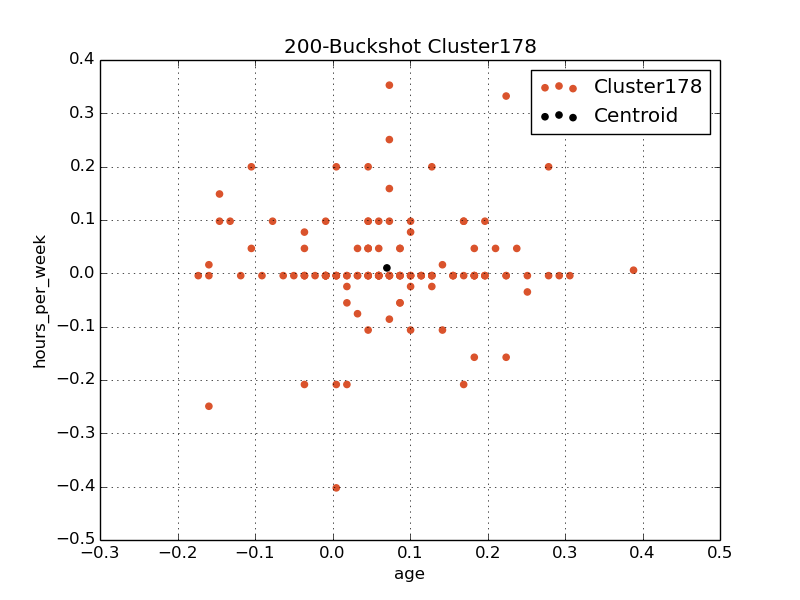 200-Buckshot Cluster178
Cluster178
Centroid
0.4
0.3
0.2
0.1
0.0
−0.1
−0.2
−0.3
−0.4
−0.5
hours_per_week
−0.3 −0.2 −0.1 0.0 0.1 0.2 0.3 0.4 0.5
age